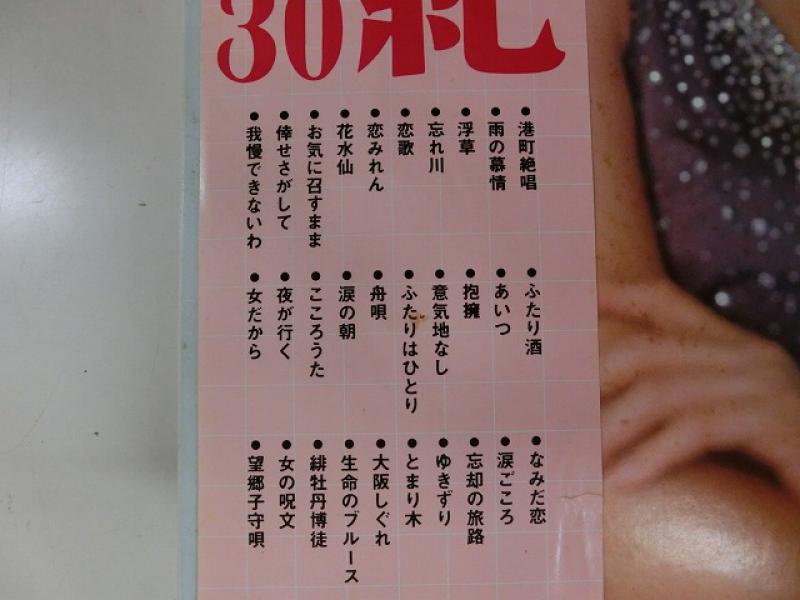 30
●港町絶唱
●雨の慕情
●浮草
●忘れ川
●恋歌
●恋みれん
●花水仙
●お気に召すまま
●倖せさがして
●我慢できないわ
●ふたり酒
●あいつ
●抱擁
●意気地なし
●ふたりはひとり
●舟唄
●涙の朝
●こころうた
●夜が行く
●女だから
●なみだ恋
●涙ごころ
●忘却の旅路
●ゆきずり
●とまり木
●大阪しぐれ
●生命のブルース
●緋牡丹博徒
●女の呪文
●望郷子守唄